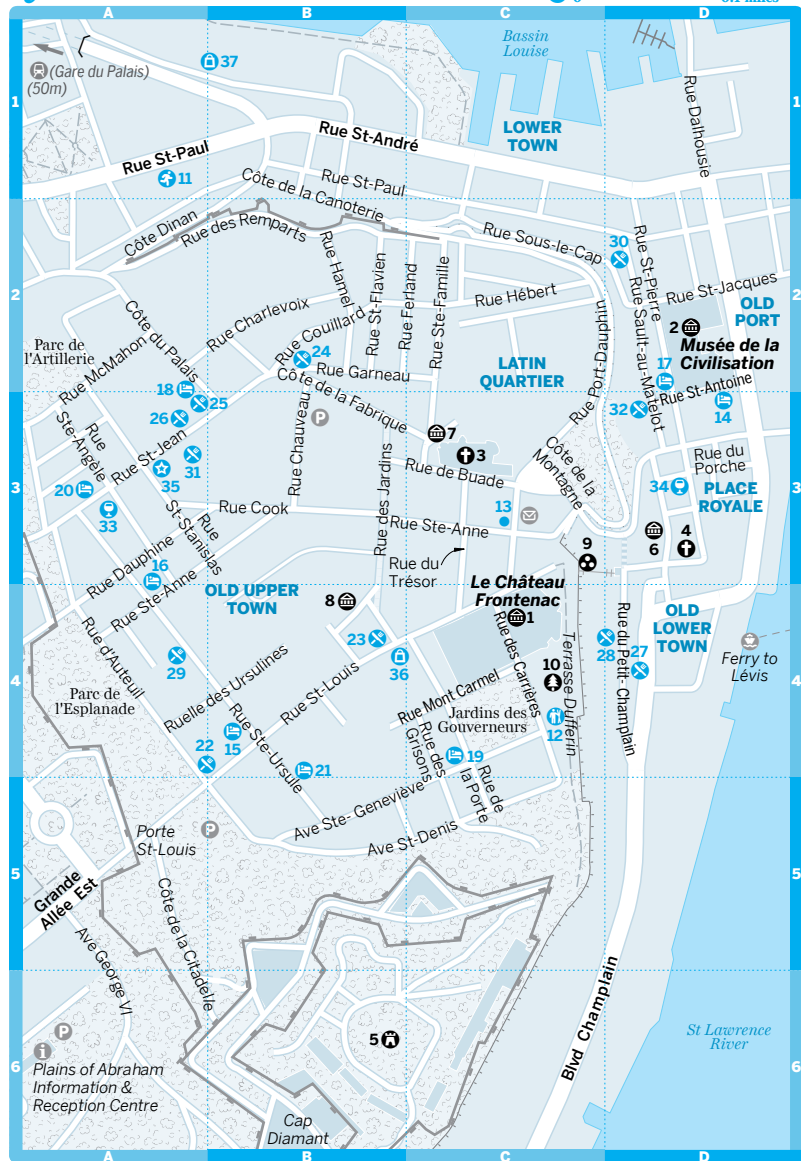 A
B
C
D
1
2
3
4
5
6
(Gare du Palais)
(50m)
37
Bassin
Louise
Rue Dalhousie
LOWER
TOWN
Rue St-André
Rue St-Paul
11
Rue St-Paul
Côte de la Canoterie
Côte Dinan
Rue des Remparts
Rue Sous-le-Cap
30
Rue St-Pierre
Rue Hamel
Rue St-Flavien
Rue Ferland
Rue Ste-Famille
Rue Hébert
Rue St-Jacques
Rue Sault-au-Matelot
OLD
PORT
2
Musée de la
Civilisation
Côte du Palais
Rue Charlevoix
Rue Couillard
24
Parc de
l'Artillerie
Rue McMahon
LATIN
QUARTIER
Rue Port-Dauphin
17
Rue St-Antoine
14
32
18
25
26
Rue Garneau
Côte de la Fabrique
P
7
3
Rue
Ste-Angèle
Rue St-Jean
31
35
Rue Chauveau
Rue des Jardins
Rue de Buade
Côte de la
Montagne
Rue du
Porche
34
PLACE
ROYALE
20
33
Rue
St-Stanislas
Rue Cook
Rue Ste-Anne
13
9
6
4
Rue du
Trésor
Rue Dauphine
16
Rue Ste-Anne
OLD UPPER
TOWN
8
Le Château
Frontenac
1
OLD
LOWER
TOWN
Rue d'Auteuil
29
23
36
Rue des Carrières
Terrasse Dufferin
28
Rue du Petit-Champlain
27
Ferry to
Lévis
Parc de
l'Esplanade
Ruelle des Ursulines
Rue St-Louis
Rue Mont Carmel
10
Jardins des
Gouverneurs
12
22
15
Rue Ste-Ursule
21
Rue des
Grisons
19
Rue de
la Porte
Ave Ste-Geneviève
Ave St-Denis
Porte
St-Louis
P
Grande
Allée Est
Côte de la Citadelle
Ave George VI
P
5
Blvd Champlain
St Lawrence
River
Plains of Abraham
Information &
Reception Centre
Cap
Diamant
A
B
C
D
1
2
3
4
5
6